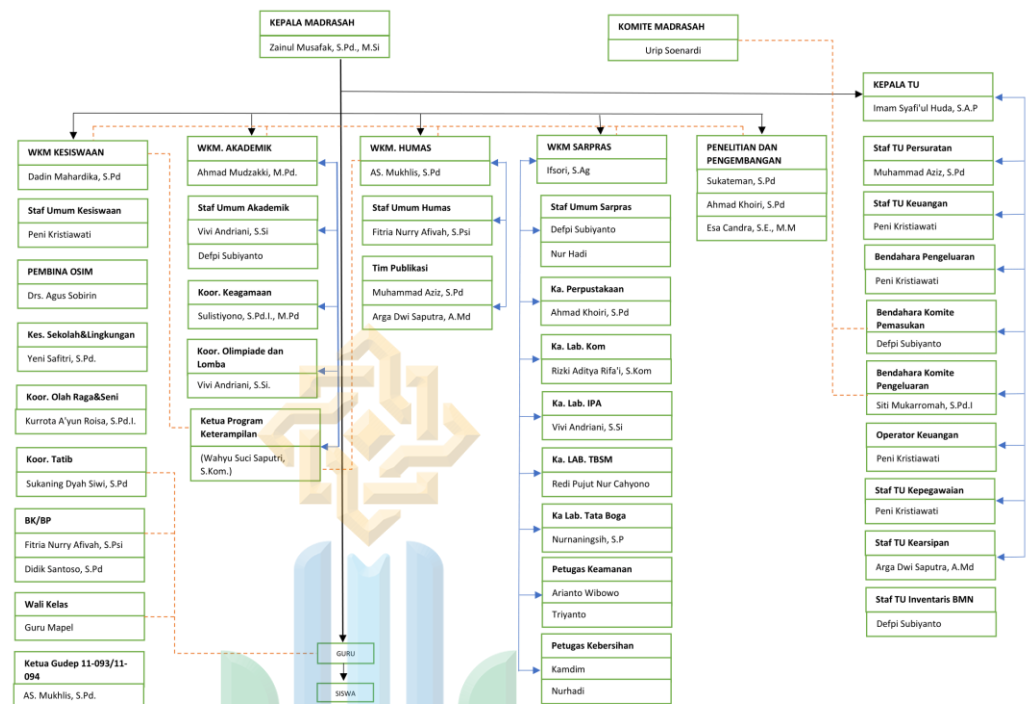 KEPALA MADRASAH
Zainul Musafak, S.Pd., M.Si
KOMITE MADRASAH
Urip Soenardi
KEPALA TU
Imam Syafi'ul Huda, S.A.P
WKM KESISWAAN
Dadin Mahardika, S.Pd
Staf Umum Kesiswaan
Peni Kristiawati
PEMBINA OSIM
Drs. Agus Sobirin
Kes. Sekolah&Lingkungan
Yeni Safitri, S.Pd.
Koor. Olah Raga&Seni
Kurrota A'yun Roisa, S.Pd.I.
Koor. Tatib
Sukaning Dyah Siwi, S.Pd
BK/BP
Fitria Nurry Afivah, S.Psi
Didik Santoso, S.Pd
Wali Kelas
Guru Mapel
Ketua Gudep 11-093/11-
094
AS. Mukhlis, S.Pd.
WKM. AKADEMIK
Ahmad Mudzakki, M.Pd.
Staf Umum Akademik
Vivi Andriani, S.Si
Defpi Subiyanto
Koor. Keagamaan
Sulistiyono, S.Pd.I., M.Pd
Koor. Olimpiade dan
Lomba
Vivi Andriani, S.Si.
Ketua Program
Keterampilan
(Wahyu Suci Saputri,
S.Kom.)
WKM. HUMAS
AS. Mukhlis, S.Pd
Staf Umum Humas
Fitria Nurry Afivah, S.Psi
Tim Publikasi
Muhammad Aziz, S.Pd
Arga Dwi Saputra, A.Md
GURU
SISWA
WKM SARPRAS
Ifsori, S.Ag
Staf Umum Sarpras
Defpi Subiyanto
Nur Hadi
Ka. Perpustakaan
Ahmad Khoiri, S.Pd
Ka. Lab. Kom
Rizki Aditya Rifa'i, S.Kom
Ka. Lab. IPA
Vivi Andriani, S.Si
Ka. LAB. TBSM
Redi Pujut Nur Cahyono
Ka Lab. Tata Boga
Nurnaningsih, S.P
Petugas Keamanan
Arianto Wibowo
Triyanto
Petugas Kebersihan
Kamdim
Nurhadi
PENELITIAN DAN
PENGEMBANGAN
Sukateman, S.Pd
Ahmad Khoiri, S.Pd
Esa Candra, S.E., M.M
Staf TU Persuratan
Muhammad Aziz, S.Pd
Staf TU Keuangan
Peni Kristiawati
Bendahara Pengeluaran
Peni Kristiawati
Bendahara Komite
Pemasukan
Defpi Subiyanto
Bendahara Komite
Pengeluaran
Siti Mukarromah, S.Pd.I
Operator Keuangan
Peni Kristiawati
Staf TU Kepegawaian
Peni Kristiawati
Staf TU Kearsipan
Arga Dwi Saputra, A.Md
Staf TU Inventaris BMN
Defpi Subiyanto